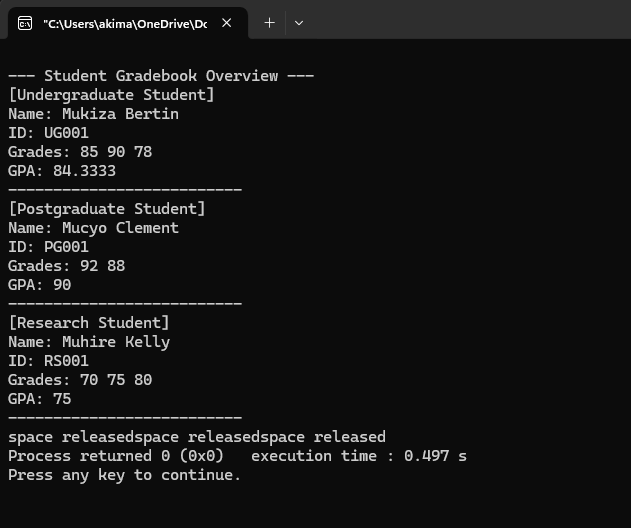 "C:\Users\akima\OneDrive\Dc
--- Student Gradebook Overview ---
[Undergraduate Student]
Name: Mukiza Bertin
ID: UG001
Grades: 85 90 78
GPA: 84.3333
--------------------------
[Postgraduate Student]
Name: Mucyo Clement
ID: PG001
Grades: 92 88
GPA: 90
--------------------------
[Research Student]
Name: Muhire Kelly
ID: RS001
Grades: 70 75 80
GPA: 75
--------------------------
space releasedspace releasedspace released
Process returned 0 (0x0)   execution time : 0.497 s
Press any key to continue.